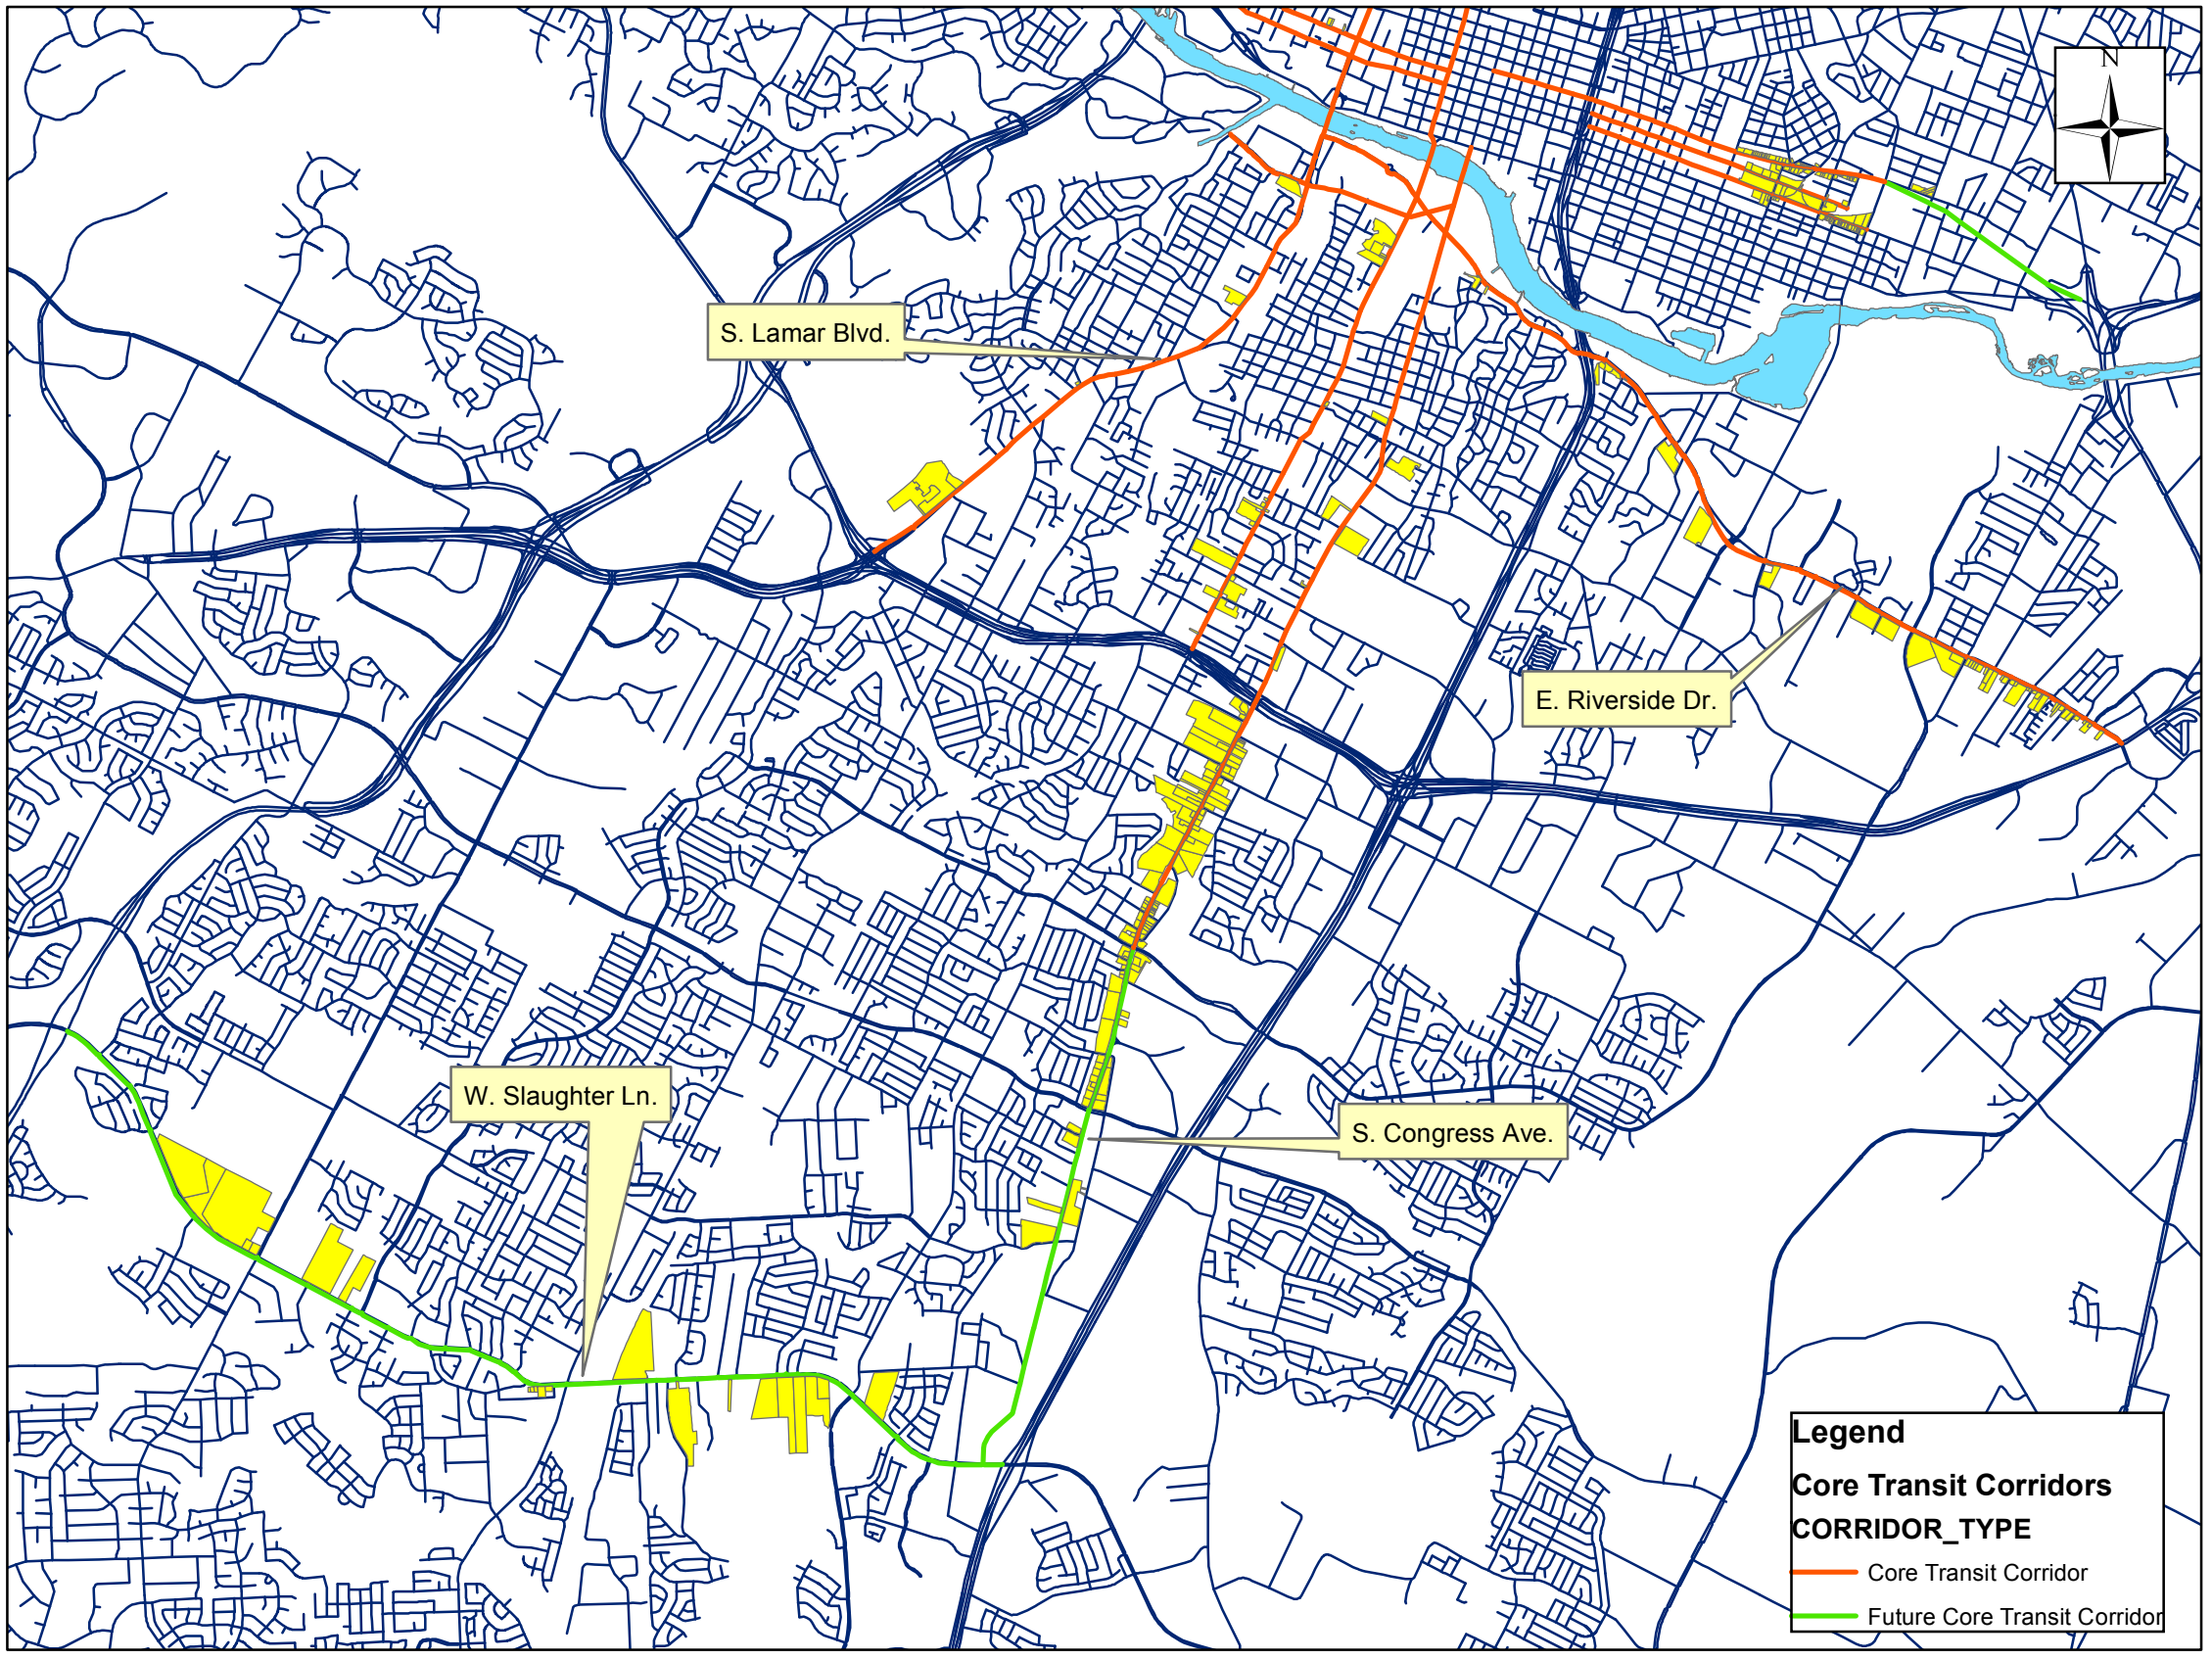 N
S. Lamar Blvd.
E. Riverside Dr.
W. Slaughter Ln.
S. Congress Ave.
Legend
Core Transit Corridors
CORRIDOR_TYPE
Core Transit Corridor
Future Core Transit Corridor